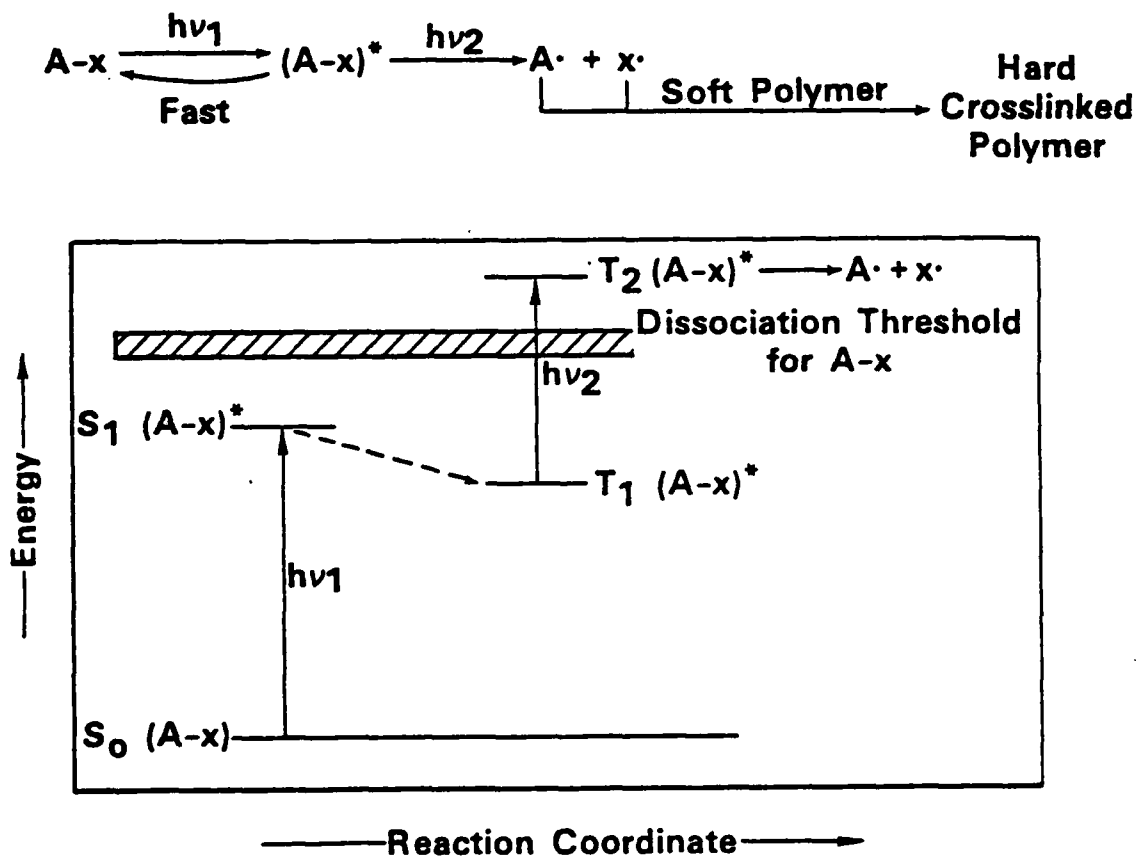 A-x hν1 (A-x)* hν2 A· + x·
Fast
Soft Polymer
Hard
Crosslinked
Polymer
T2 (A-x)* A· + x·
Dissociation Threshold
for A-x
hν2
S1 (A-x)*
T1 (A-x)*
hν1
So (A-x)
Energy
Reaction Coordinate